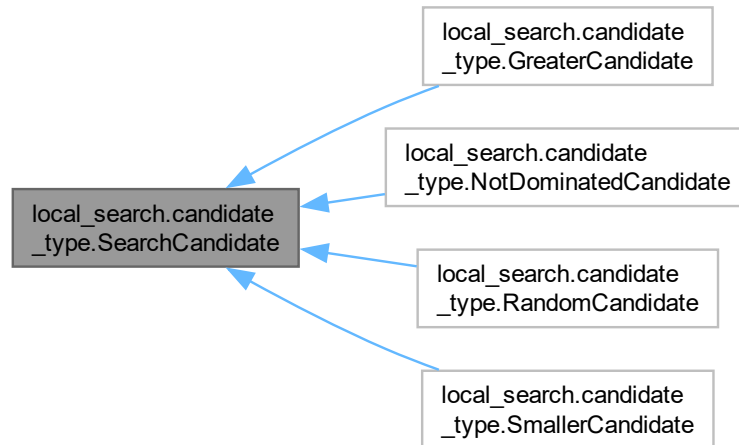 local_search.candidate
_type.GreaterCandidate
local_search.candidate
_type.NotDominatedCandidate
local_search.candidate
_type.SearchCandidate
local_search.candidate
_type.RandomCandidate
local_search.candidate
_type.SmallerCandidate